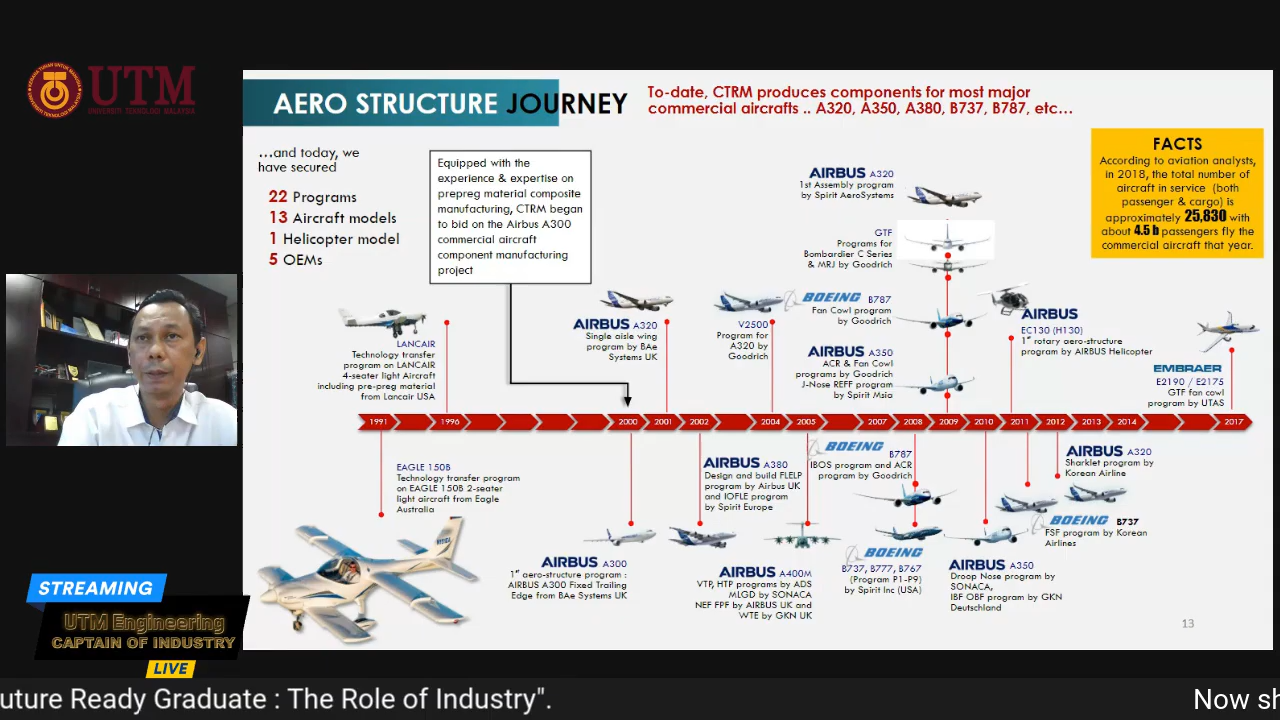 UTM
UNIVERSITI TEKNOLOGI MALAYSIA
AERO STRUCTURE JOURNEY
To-date, CTRM produces components for most major
commercial aircrafts .. A320, A350, A380, B737, B787, etc…
FACTS
According to aviation analysts,
in 2018, the total number of
aircraft in service (both
passenger & cargo) is
approximately 25,830 with
about 4.5 b passengers fly the
commercial aircraft that year.
…and today, we
have secured
22 Programs
13 Aircraft models
1 Helicopter model
5 OEMs
Equipped with the
experience & expertise on
prepreg material composite
manufacturing, CTRM began
to bid on the Airbus A300
commercial aircraft
component manufacturing
project
LANCAIR
Technology transfer
program on LANCAIR
4-seater light Aircraft
including pre-preg material
from Lancair USA
AIRBUS A320
Single aisle wing
program by BAe
Systems UK
V2500
Program for
A320 by
Goodrich
AIRBUS A320
1st Assembly program
by Spirit AeroSystems
GTF
Programs for
Bombardier C Series
& MRJ by Goodrich
BOEING B787
Fan Cowl program
by Goodrich
AIRBUS A350
ACR & Fan Cowl
programs by Goodrich
J-Nose REFF program
by Spirit Msia
AIRBUS
EC130 (H130)
1st rotary aero-structure
program by AIRBUS Helicopter
EMBRAER
E2190 / E2175
GTF fan cowl
program by UTAS
1991 1996 2000 2001 2002 2004 2005 2007 2008 2009 2010 2011 2012 2013 2014 2017
EAGLE 150B
Technology transfer program
on EAGLE 150B 2-seater
light aircraft from Eagle
Australia
AIRBUS A300
1st aero-structure program :
AIRBUS A300 Fixed Trailing
Edge from BAe Systems UK
AIRBUS A380
Design and build FLELP
program by Airbus UK
and IOFLE program
by Spirit Europe
AIRBUS A400M
VTP, HTP programs by ADS
MLGD by SONACA
NEF FPF by AIRBUS UK and
WTE by GKN UK
BOEING B787
IBOS program and ACR
program by Goodrich
BOEING
B737, B777, B767
(Program P1-P9)
by Spirit Inc (USA)
AIRBUS A350
Droop Nose program by
SONACA,
IBF OBF program by GKN
Deutschland
AIRBUS A320
Sharklet program by
Korean Airline
BOEING B737
FSF program by Korean
Airlines
13
STREAMING
UTM Engineering
CAPTAIN OF INDUSTRY
LIVE
uture Ready Graduate : The Role of Industry".
Now sh